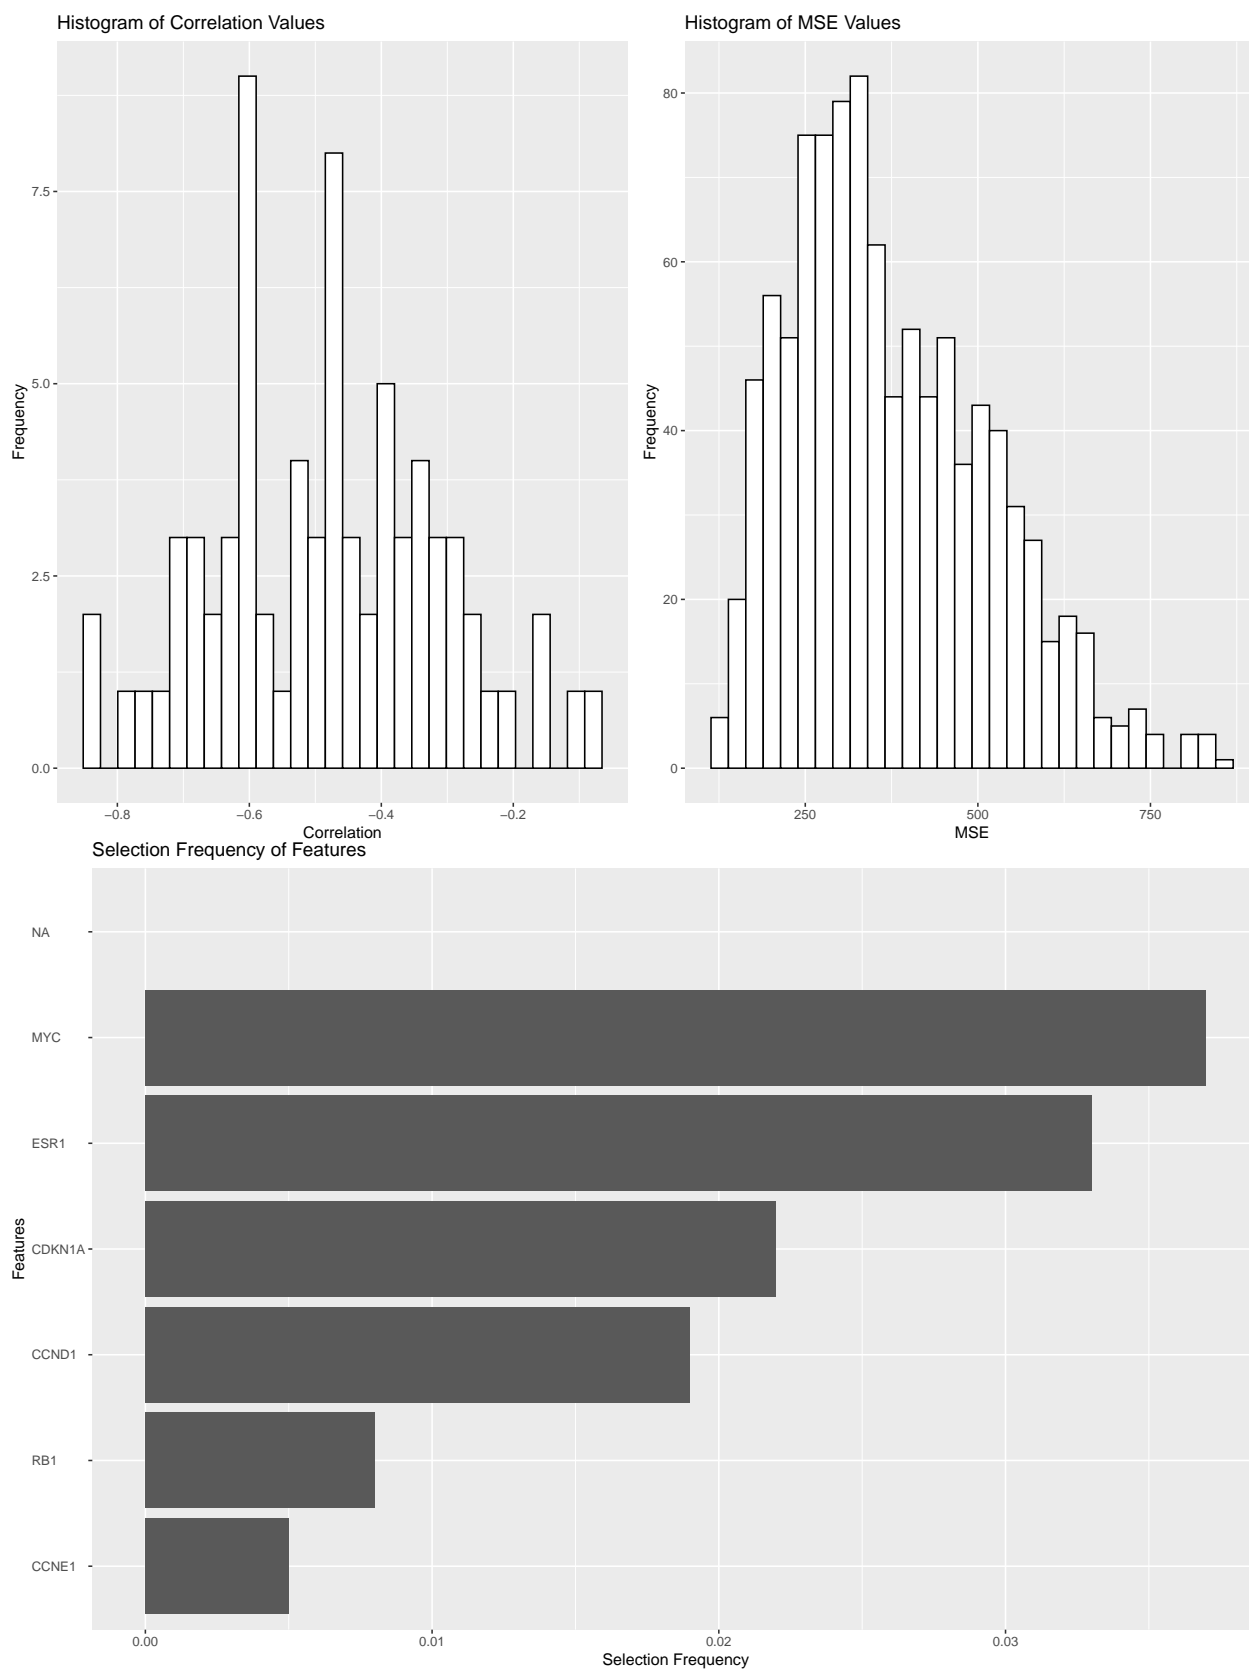 Histogram of Correlation Values
Frequency
7.5
5.0
2.5
0.0
−0.8 −0.6 −0.4 −0.2
Correlation
Histogram of MSE Values
Frequency
80
60
40
20
0
250 500 750
MSE
Selection Frequency of Features
Features
NA
MYC
ESR1
CDKN1A
CCND1
RB1
CCNE1
0.00 0.01 0.02 0.03
Selection Frequency